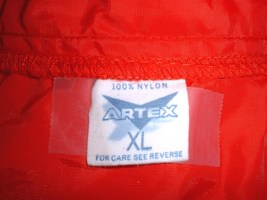 100% NYLON
ARTEX
XL
FOR CARE SEE REVERSE